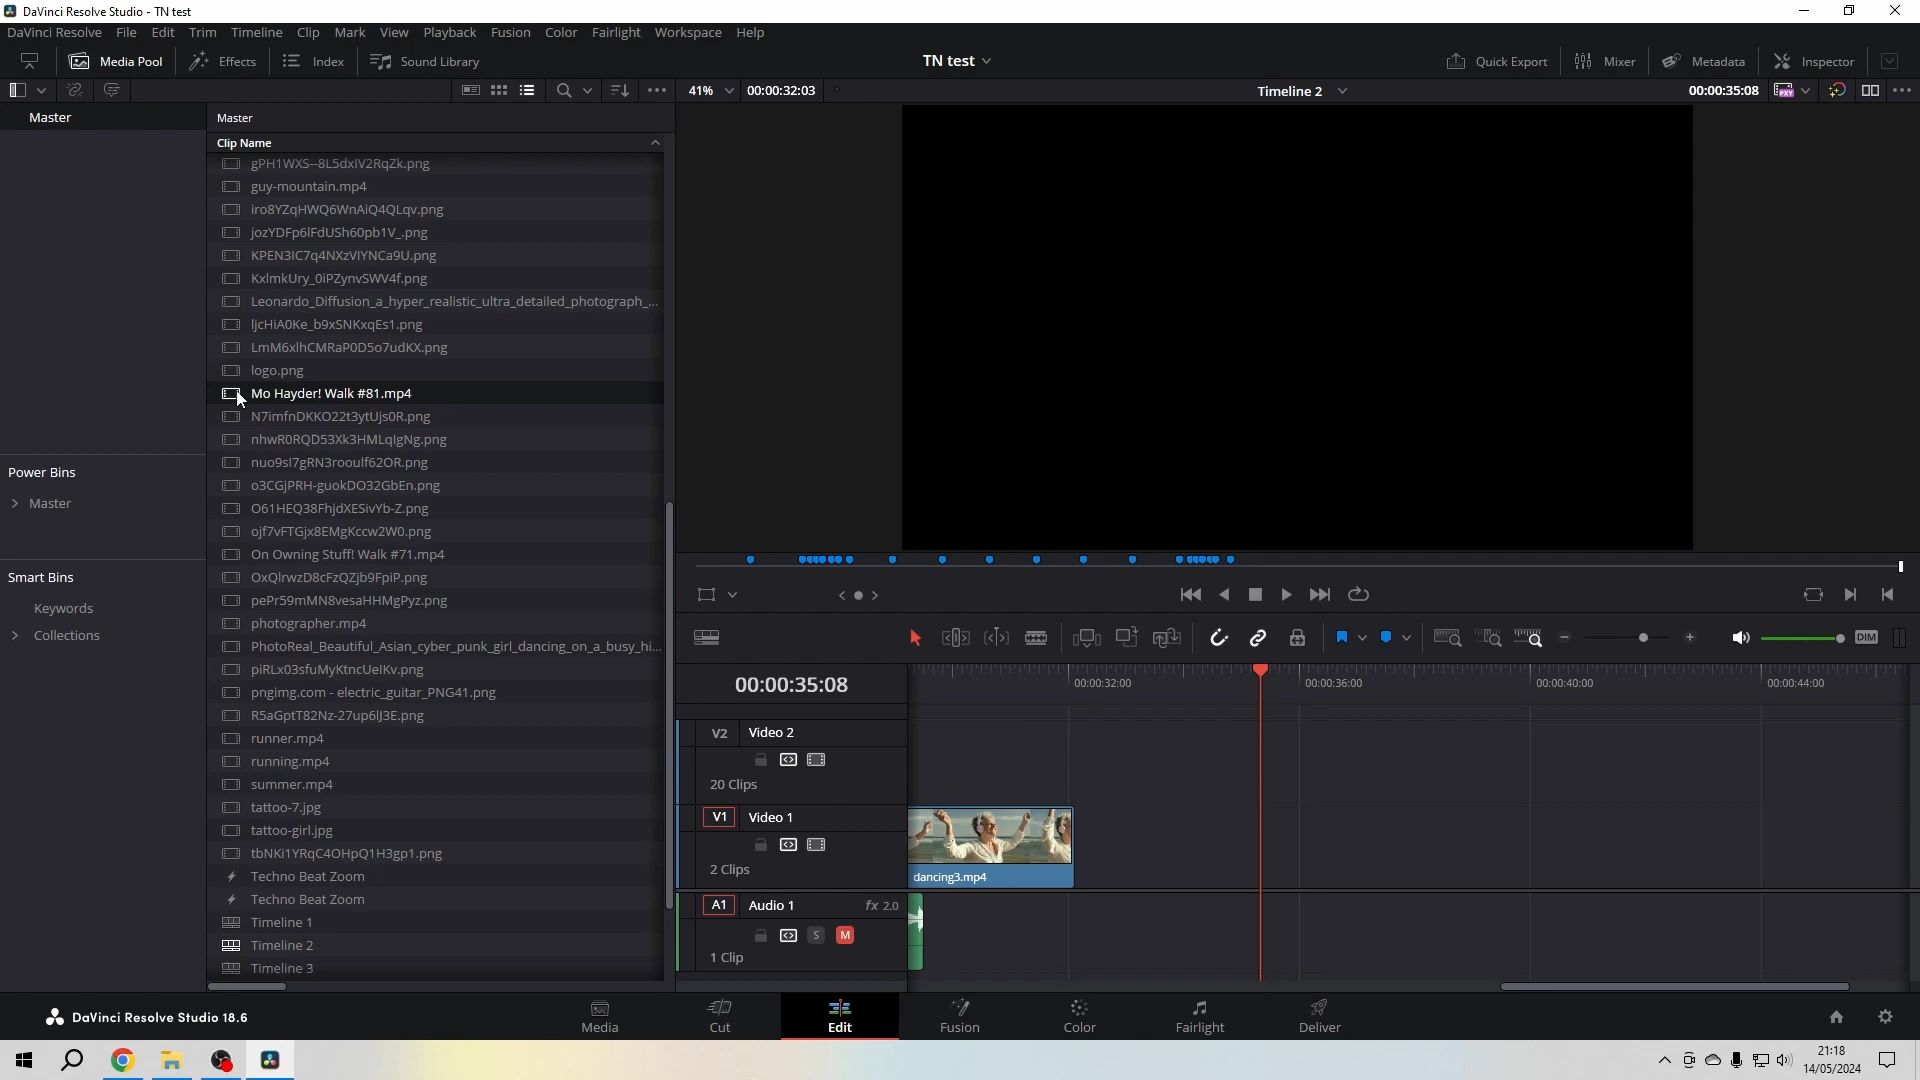 DaVinci Resolve Studio - TN test
DaVinci Resolve File Edit Trim Timeline Clip Mark View Playback Fusion Color Fairlight Workspace Help
Media Pool Effects Index Sound Library TN test Quick Export Mixer Metadata Inspector
41% 00:00:32:03 Timeline 2 00:00:35:08 PXY
Master
Master
Clip Name
gPH1WXS--8L5dxIV2RqZk.png
guy-mountain.mp4
iro8YZqHWQ6WnAiQ4QLqv.png
jozYDFp6lFdUSh60pb1V_.png
KPEN3IC7q4NXzVIYNCa9U.png
KxlmkUry_0iPZynvSWV4f.png
Leonardo_Diffusion_a_hyper_realistic_ultra_detailed_photograph_...
ljcHiA0Ke_b9xSNKxqEs1.png
LmM6xlhCMRaP0D5o7udKX.png
logo.png
Mo Hayder! Walk #81.mp4
N7imfnDKKO22t3ytUjs0R.png
nhwR0RQD53Xk3HMLqIgNg.png
nuo9sI7gRN3rooulf62OR.png
o3CGjPRH-guokDO32GbEn.png
O61HEQ38FhjdXESivYb-Z.png
ojf7vFTGjx8EMgKccw2W0.png
On Owning Stuff! Walk #71.mp4
OxQlrwzD8cFzQZjb9FpiP.png
pePr59mMN8vesaHHMgPyz.png
photographer.mp4
PhotoReal_Beautiful_Asian_cyber_punk_girl_dancing_on_a_busy_hi...
piRLx03sfuMyKtncUeIKv.png
pngimg.com - electric_guitar_PNG41.png
R5aGptT82Nz-27up6lJ3E.png
runner.mp4
running.mp4
summer.mp4
tattoo-7.jpg
tattoo-girl.jpg
tbNKi1YRqC4OHpQ1H3gp1.png
Techno Beat Zoom
Techno Beat Zoom
Timeline 1
Timeline 2
Timeline 3
Power Bins
Master
Smart Bins
Keywords
Collections
DIM
00:00:35:08
00:00:32:00 00:00:36:00 00:00:40:00 00:00:44:00
V2 Video 2
20 Clips
V1 Video 1
2 Clips
dancing3.mp4
A1 Audio 1 fx 2.0
S M
1 Clip
DaVinci Resolve Studio 18.6
Media Cut Edit Fusion Color Fairlight Deliver
21:18
14/05/2024